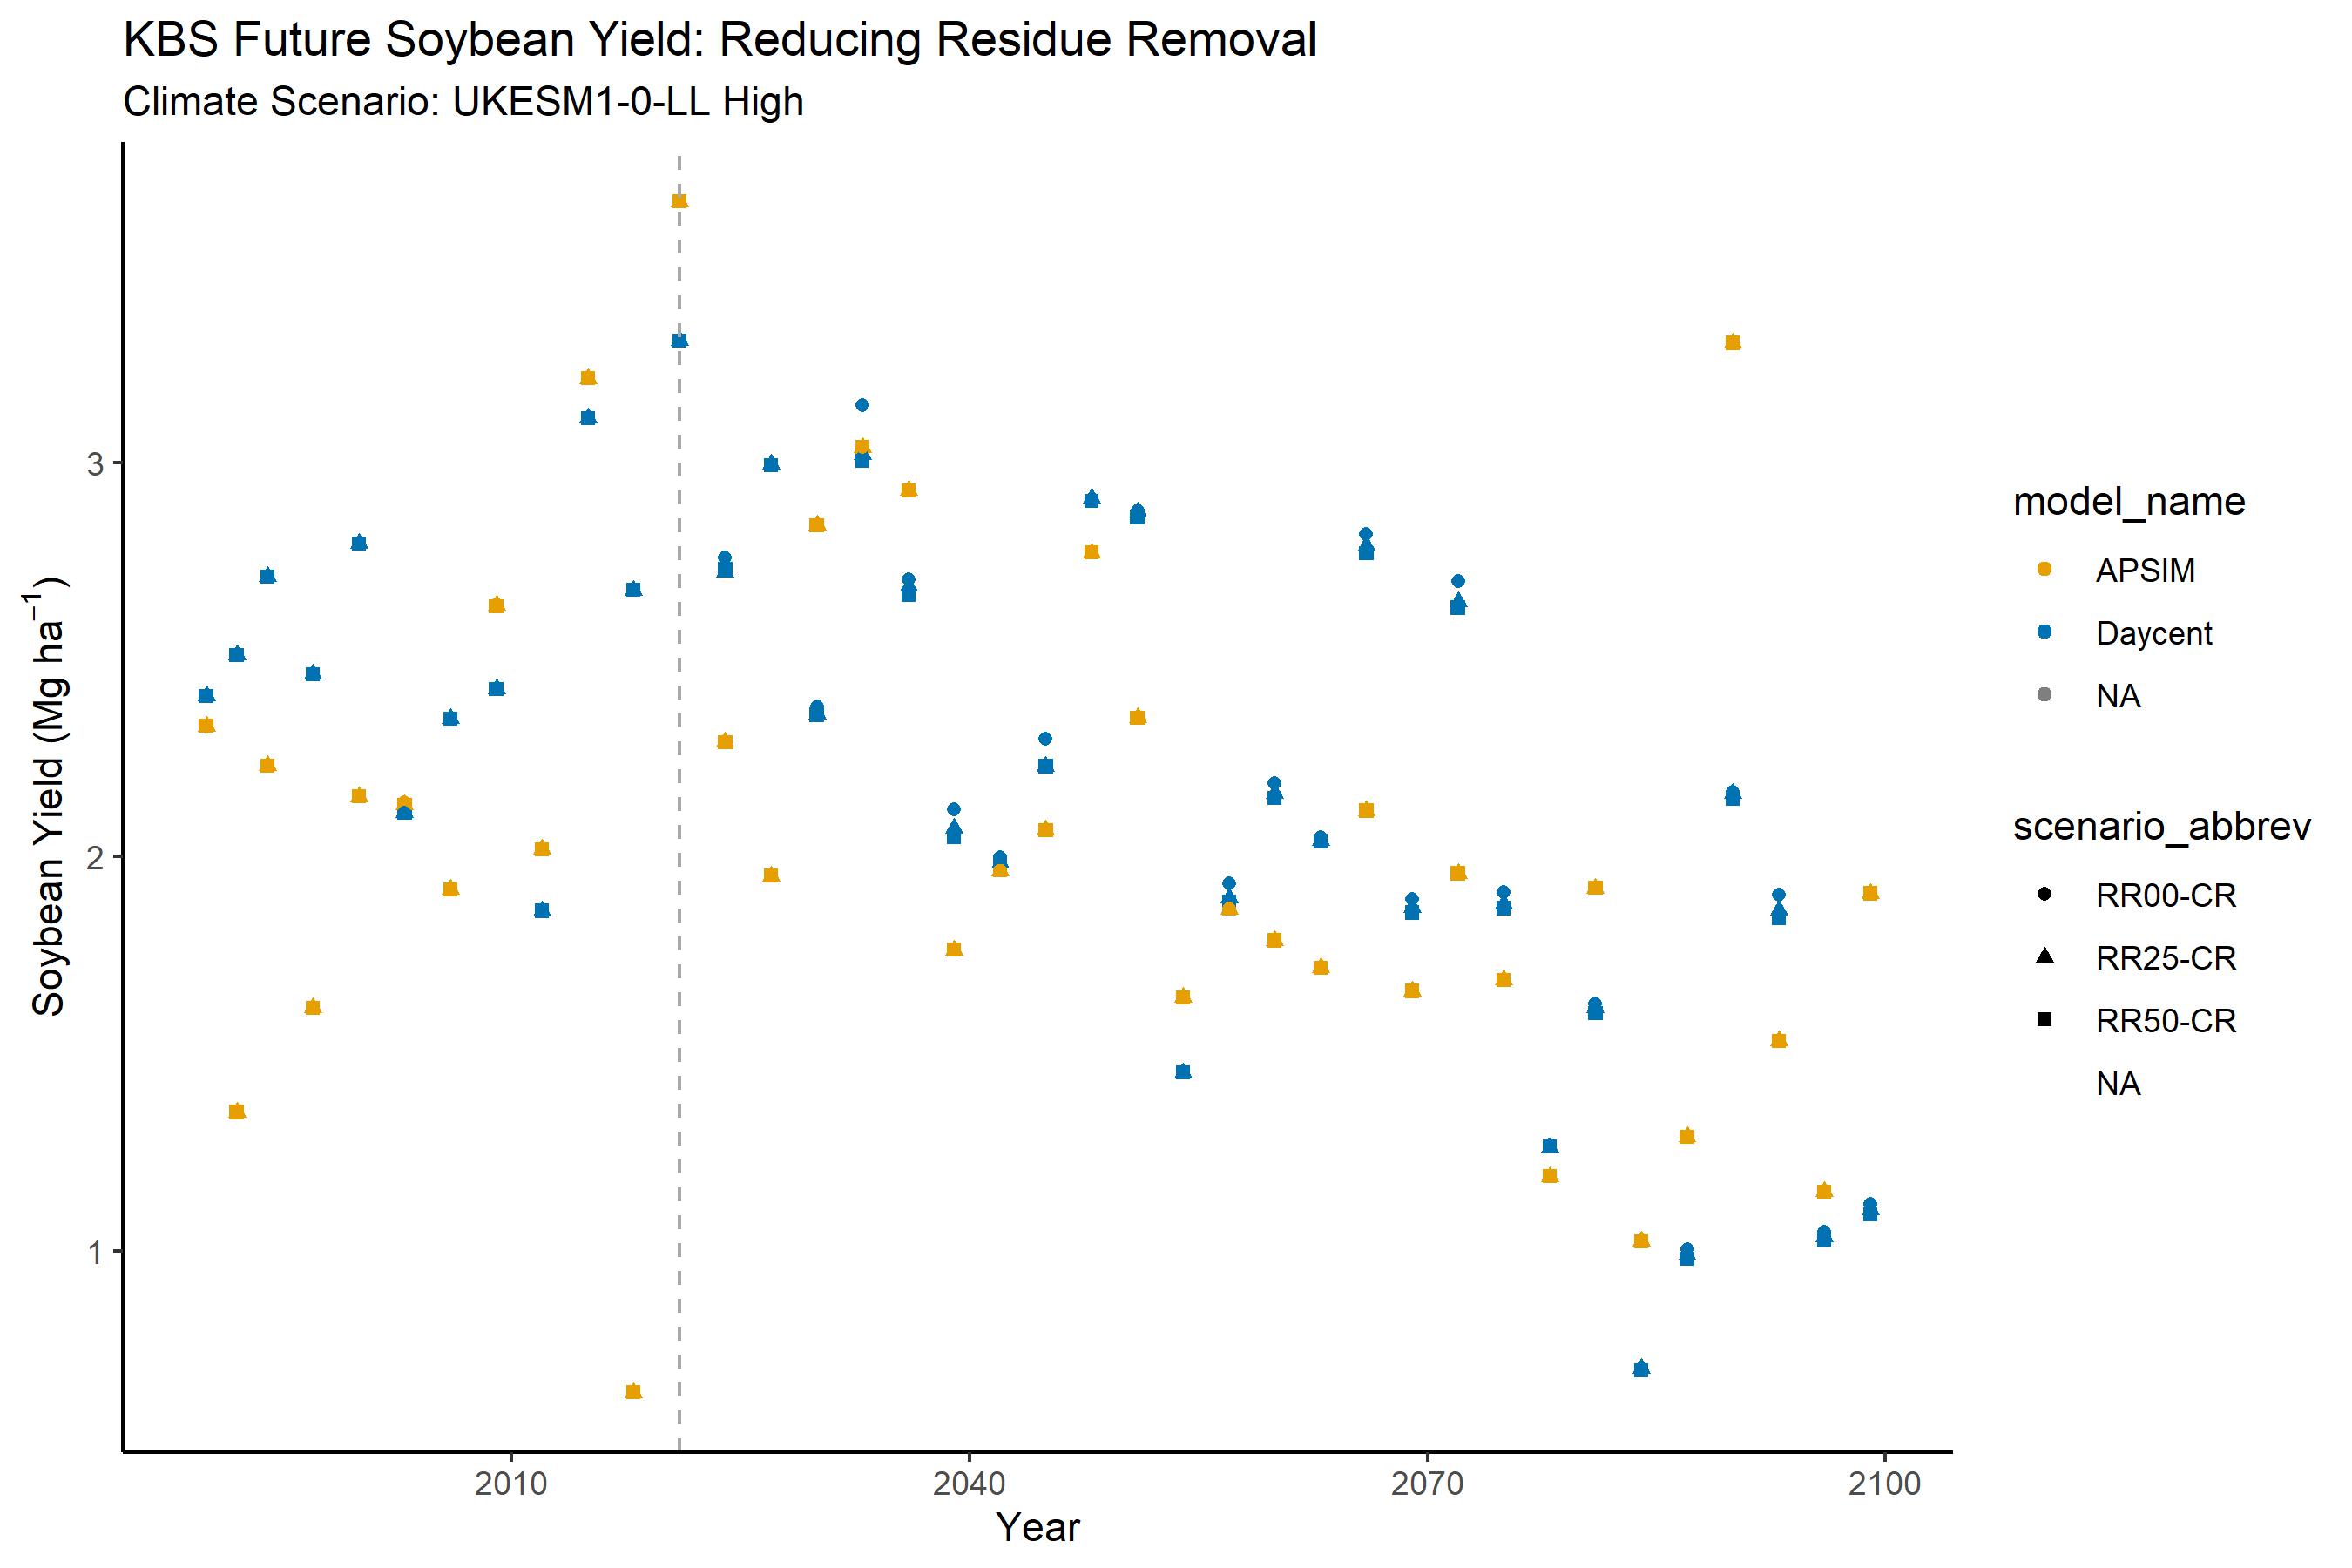 KBS Future Soybean Yield: Reducing Residue Removal
Climate Scenario: UKESM1-0-LL High
Soybean Yield (Mg ha⁻¹)
3
2
1
2010
2040
2070
2100
Year
model_name
APSIM
Daycent
NA
scenario_abbrev
RR00-CR
RR25-CR
RR50-CR
NA